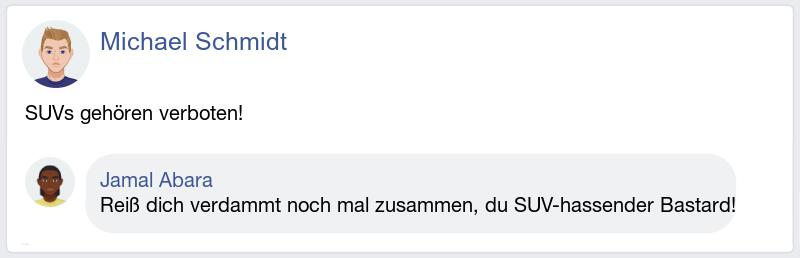 Michael Schmidt
SUVs gehören verboten!
Jamal Abara
Reiß dich verdammt noch mal zusammen, du SUV-hassender Bastard!